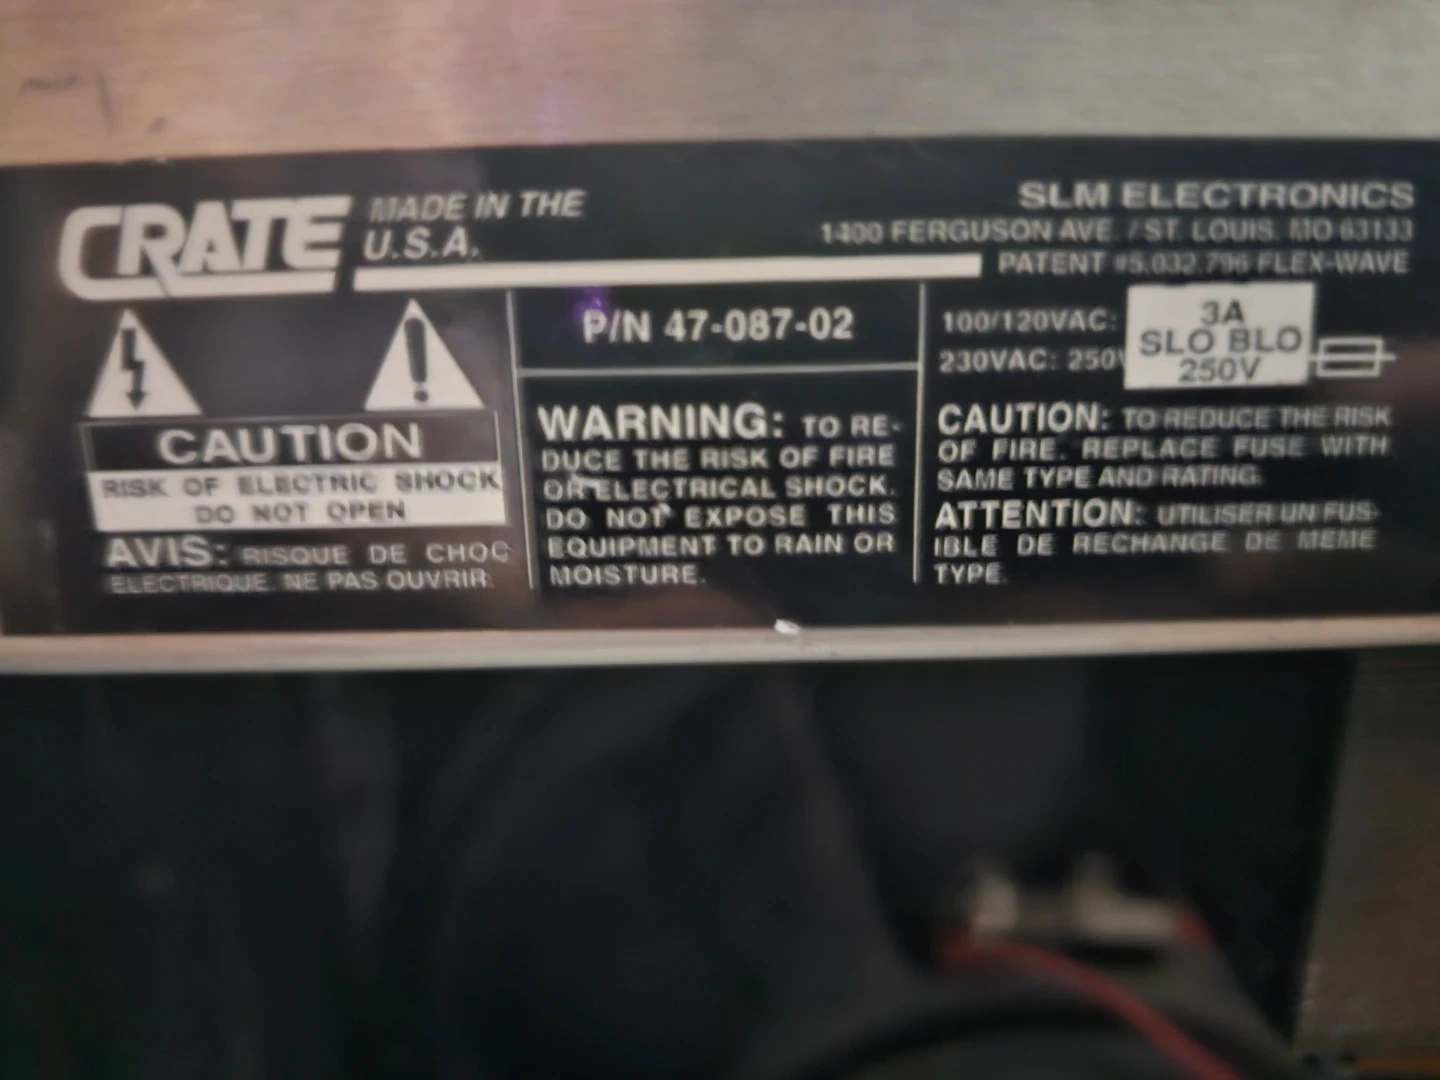 CRATE MADE IN THE
U.S.A.
SLM ELECTRONICS
1400 FERGUSON AVE. / ST. LOUIS, MO 63133
PATENT #5,032,796 FLEX-WAVE
CAUTION
RISK OF ELECTRIC SHOCK
DO NOT OPEN
AVIS: RISQUE DE CHOC
ELECTRIQUE. NE PAS OUVRIR.
P/N 47-087-02
WARNING: TO RE-
DUCE THE RISK OF FIRE
OR ELECTRICAL SHOCK,
DO NOT EXPOSE THIS
EQUIPMENT TO RAIN OR
MOISTURE.
100/120VAC:
230VAC: 250V
3A
SLO BLO
250V
CAUTION: TO REDUCE THE RISK
OF FIRE, REPLACE FUSE WITH
SAME TYPE AND RATING.
ATTENTION: UTILISER UN FUS-
IBLE DE RECHANGE DE MEME
TYPE.